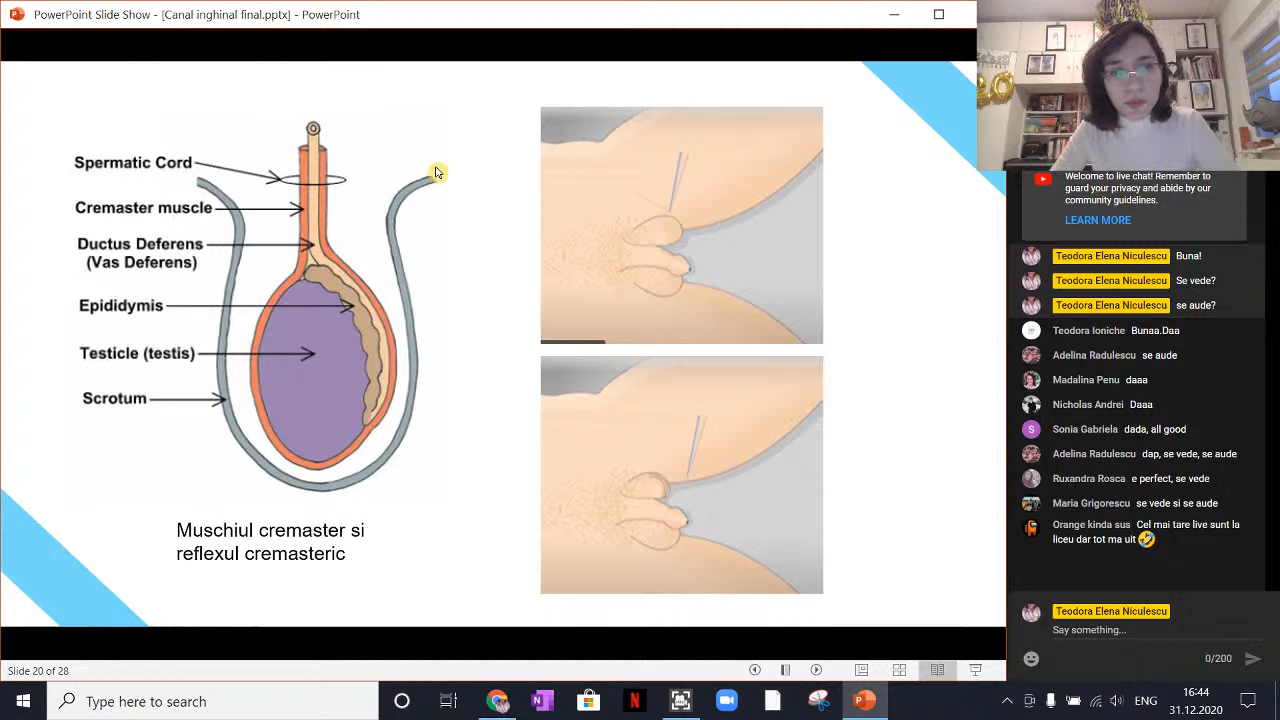 PowerPoint Slide Show - [Canal inghinal final.pptx] - PowerPoint
Spermatic Cord
Cremaster muscle
Ductus Deferens
(Vas Deferens)
Epididymis
Testicle (testis)
Scrotum
Muschiul cremaster si
reflexul cremasteric
Slide 20 of 28
Welcome to live chat! Remember to
guard your privacy and abide by our
community guidelines.
LEARN MORE
Teodora Elena Niculescu Buna!
Teodora Elena Niculescu Se vede?
Teodora Elena Niculescu se aude?
Teodora Ioniche Bunaa.Daa
Adelina Radulescu se aude
Madalina Penu daaa
Nicholas Andrei Daaa
S Sonia Gabriela dada, all good
Adelina Radulescu dap, se vede, se aude
Ruxandra Rosca e perfect, se vede
Maria Grigorescu se vede si se aude
Orange kinda sus Cel mai tare live sunt la
liceu dar tot ma uit 🤣
Teodora Elena Niculescu
Say something...
0/200
Type here to search
ENG
16:44
31.12.2020